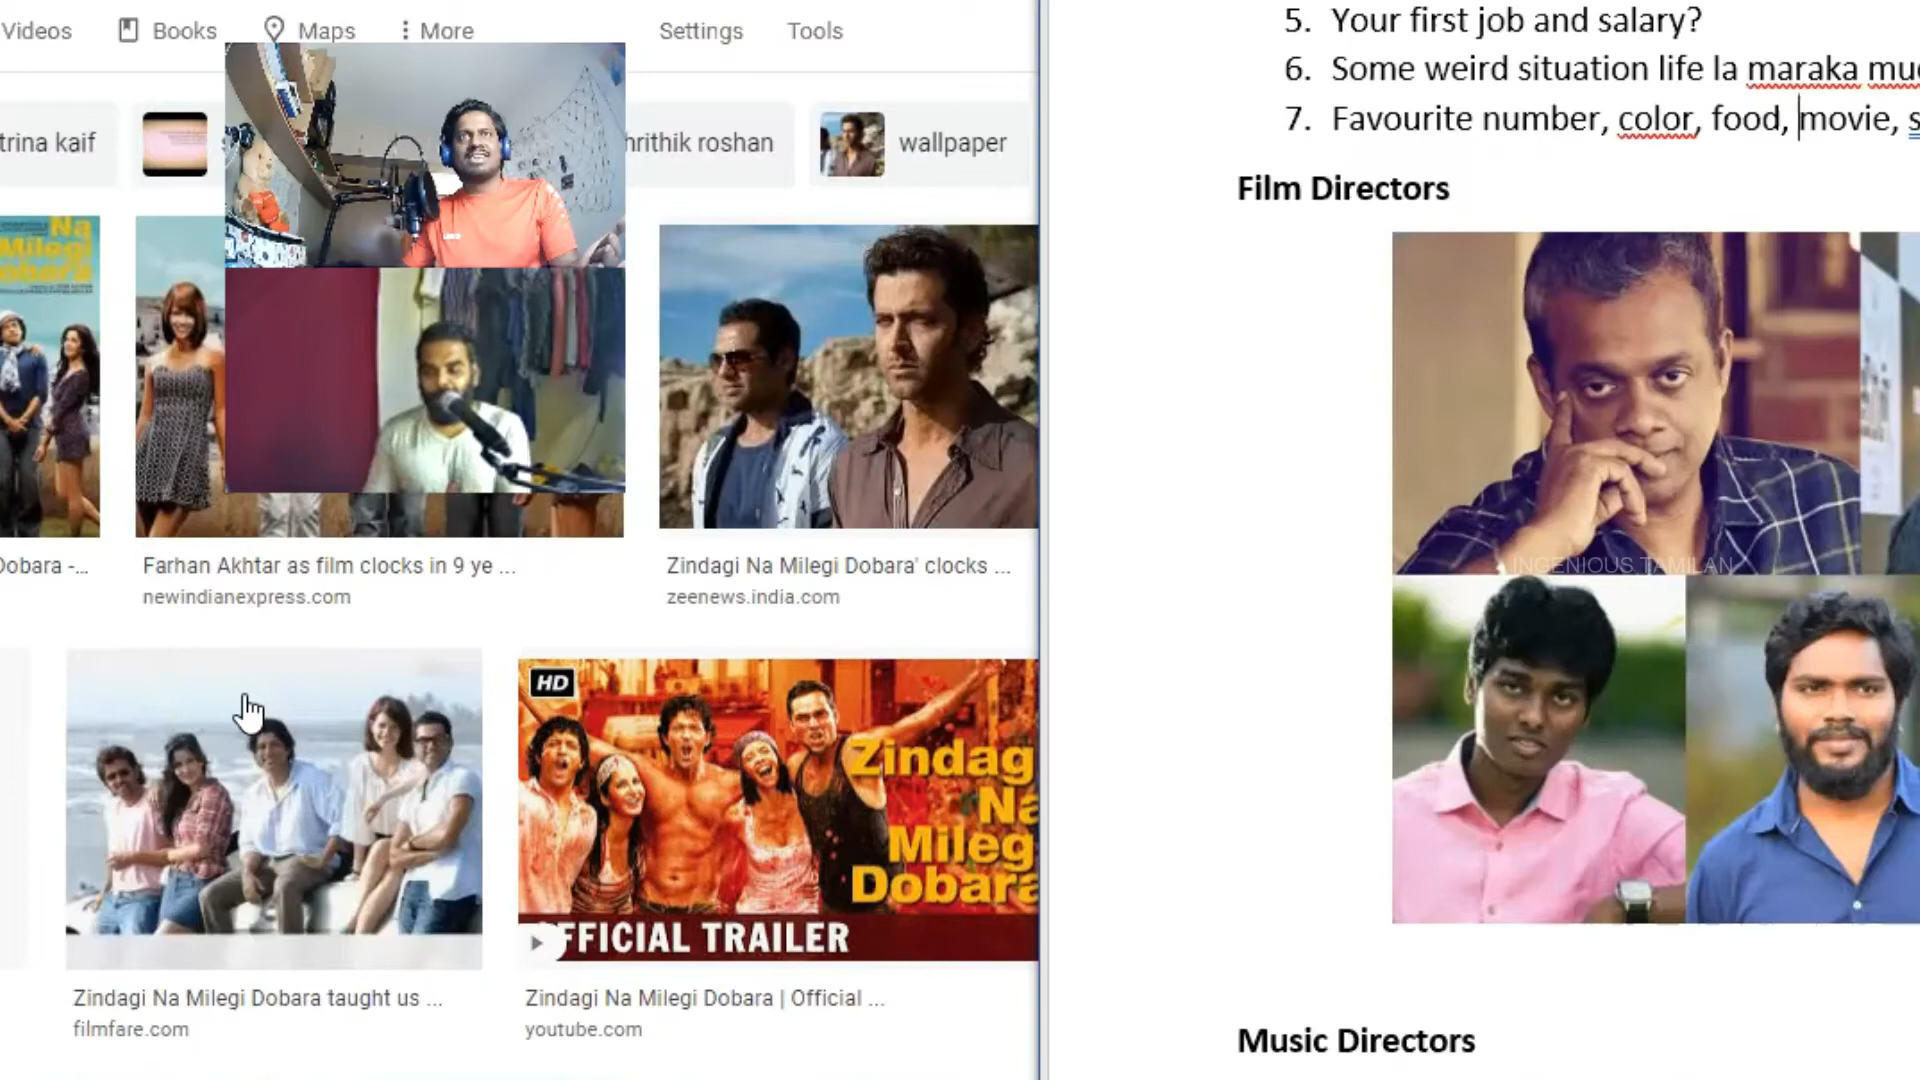 Videos
Books
Maps
More
Settings
Tools
trina kaif
hrithik roshan
wallpaper
Na
Milegi
Dobara
Dobara -...
Farhan Akhtar as film clocks in 9 ye ...
newindianexpress.com
Zindagi Na Milegi Dobara' clocks ...
zeenews.india.com
HD
Zindag
Na
Mileg
Dobara
FFICIAL TRAILER
Zindagi Na Milegi Dobara taught us ...
filmfare.com
Zindagi Na Milegi Dobara | Official ...
youtube.com
5. Your first job and salary?
6. Some weird situation life la maraka mu
7. Favourite number, color, food, movie, s
Film Directors
INGENIOUS TAMILAN
Music Directors